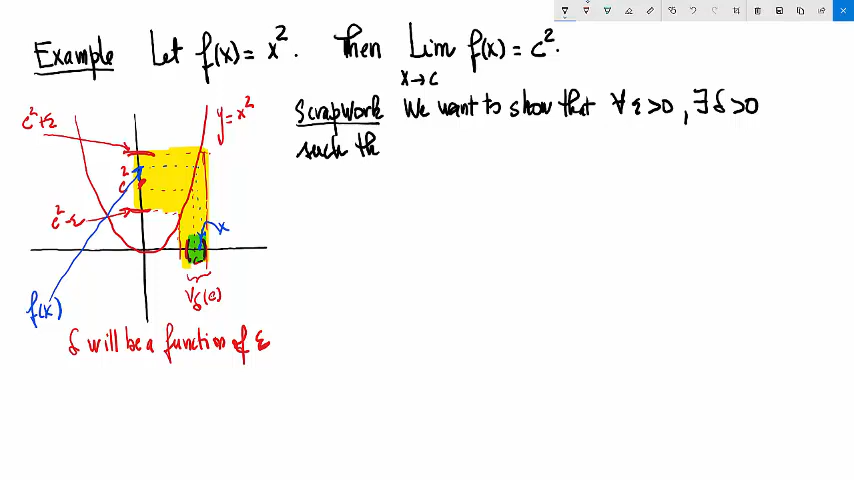 Example Let f(x) = x². Then Lim f(x) = c².
x→c
Scrapwork We want to show that ∀ ε>0, ∃ δ>0
such th
c²+ε
y=x²
c²
c²-ε
x
c
V_δ(c)
f(x)
δ will be a function of ε